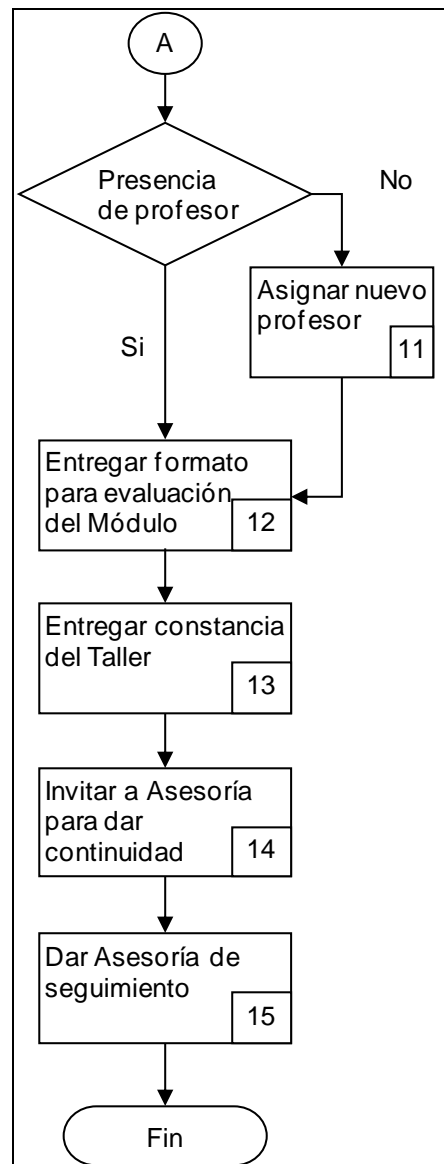 A
Presencia
de profesor
No
Asignar nuevo
profesor
11
Si
Entregar formato
para evaluación
del Módulo
12
Entregar constancia
del Taller
13
Invitar a Asesoría
para dar
continuidad
14
Dar Asesoría de
seguimiento
15
Fin